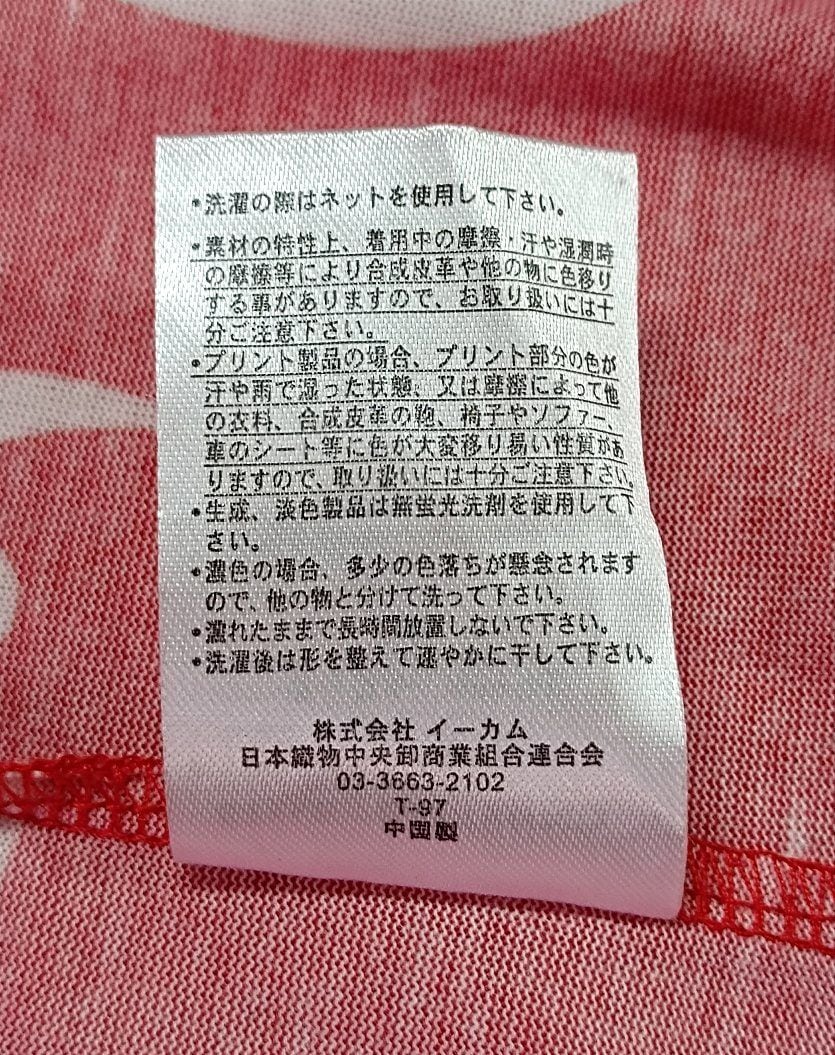 ・洗濯の際はネットを使用して下さい。
・素材の特性上、着用中の摩擦・汗や湿潤時
の摩擦等により合成皮革や他の物に色移り
する事がありますので、お取り扱いには十
分ご注意下さい。
・プリント製品の場合、プリント部分の色が
汗や雨で湿った状態、又は摩擦によって他
の衣料、合成皮革の鞄、椅子やソファー、
車のシート等に色が大変移り易い性質があ
りますので、取り扱いには十分ご注意下さい。
・生成、淡色製品は無蛍光洗剤を使用して下
さい。
・濃色の場合、多少の色落ちが懸念されます
ので、他の物と分けて洗って下さい。
・濡れたままで長時間放置しないで下さい。
・洗濯後は形を整えて速やかに干して下さい。
株式会社 イーカム
日本織物中央卸商業組合連合会
03-3663-2102
T-97
中国製